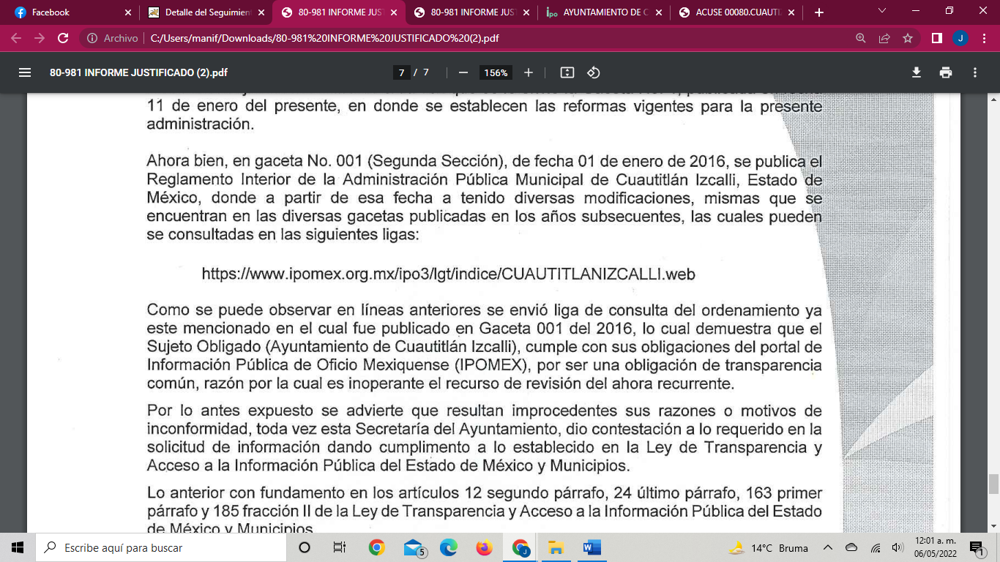 Facebook
Detalle del Seguimient
80-981 INFORME JUST
80-981 INFORME JUST
ipo AYUNTAMIENTO DE C
ACUSE 00080.CUAUTI
Archivo C:/Users/manif/Downloads/80-981%20INFORME%20JUSTIFICADO%20(2).pdf
J
80-981 INFORME JUSTIFICADO (2).pdf
7 / 7
156%
11 de enero del presente, en donde se establecen las reformas vigentes para la presente
administración.
Ahora bien, en gaceta No. 001 (Segunda Sección), de fecha 01 de enero de 2016, se publica el
Reglamento Interior de la Administración Pública Municipal de Cuautitlán Izcalli, Estado de
México, donde a partir de esa fecha a tenido diversas modificaciones, mismas que se
encuentran en las diversas gacetas publicadas en los años subsecuentes, las cuales pueden
se consultadas en las siguientes ligas:
https://www.ipomex.org.mx/ipo3/lgt/indice/CUAUTITLANIZCALLI.web
Como se puede observar en líneas anteriores se envió liga de consulta del ordenamiento ya
este mencionado en el cual fue publicado en Gaceta 001 del 2016, lo cual demuestra que el
Sujeto Obligado (Ayuntamiento de Cuautitlán Izcalli), cumple con sus obligaciones del portal de
Información Pública de Oficio Mexiquense (IPOMEX), por ser una obligación de transparencia
común, razón por la cual es inoperante el recurso de revisión del ahora recurrente.
Por lo antes expuesto se advierte que resultan improcedentes sus razones o motivos de
inconformidad, toda vez esta Secretaría del Ayuntamiento, dio contestación a lo requerido en la
solicitud de información dando cumplimento a lo establecido en la Ley de Transparencia y
Acceso a la Información Pública del Estado de México y Municipios.
Lo anterior con fundamento en los artículos 12 segundo párrafo, 24 último párrafo, 163 primer
párrafo y 185 fracción II de la Ley de Transparencia y Acceso a la Información Pública del Estado
de México y Municipios
Escribe aquí para buscar
5
J
14°C Bruma
12:01 a. m.
06/05/2022
1